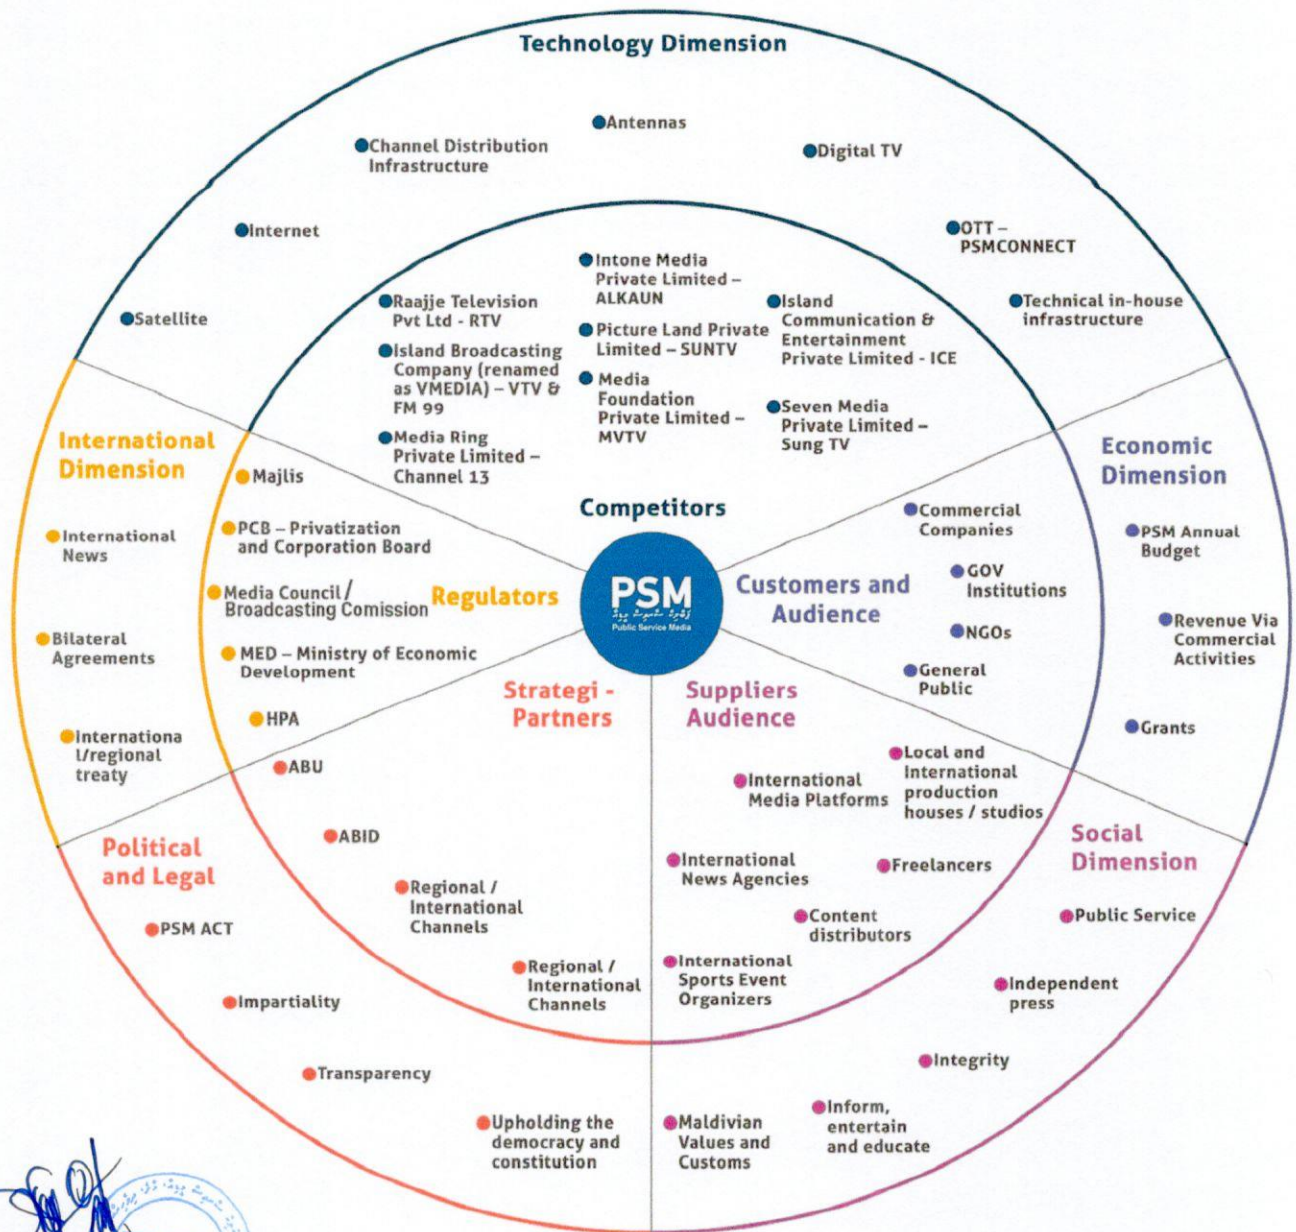 Technology Dimension
Antennas
Channel Distribution
Infrastructure
Digital TV
Internet
OTT –
PSMCONNECT
Satellite
Technical in-house
infrastructure
Intone Media
Private Limited –
ALKAUN
Raajje Television
Pvt Ltd - RTV
Island
Communication &
Entertainment
Private Limited - ICE
Picture Land Private
Limited – SUNTV
Island Broadcasting
Company (renamed
as VMEDIA) – VTV &
FM 99
Media
Foundation
Private Limited –
MVTV
Seven Media
Private Limited –
Sung TV
Media Ring
Private Limited –
Channel 13
Competitors
International
Dimension
International
News
Bilateral
Agreements
Internationa
l/regional
treaty
Majlis
PCB – Privatization
and Corporation Board
Media Council /
Broadcasting Comission
MED – Ministry of Economic
Development
HPA
Regulators
PSM
Public Service Media
Customers and
Audience
Commercial
Companies
GOV
Institutions
NGOs
General
Public
Economic
Dimension
PSM Annual
Budget
Revenue Via
Commercial
Activities
Grants
Strategi -
Partners
ABU
ABID
Regional /
International
Channels
Regional /
International
Channels
Suppliers
Audience
Local and
International
production
houses / studios
International
Media Platforms
International
News Agencies
Freelancers
Content
distributors
International
Sports Event
Organizers
Political
and Legal
PSM ACT
Impartiality
Transparency
Upholding the
democracy and
constitution
Social
Dimension
Public Service
Independent
press
Integrity
Inform,
entertain
and educate
Maldivian
Values and
Customs